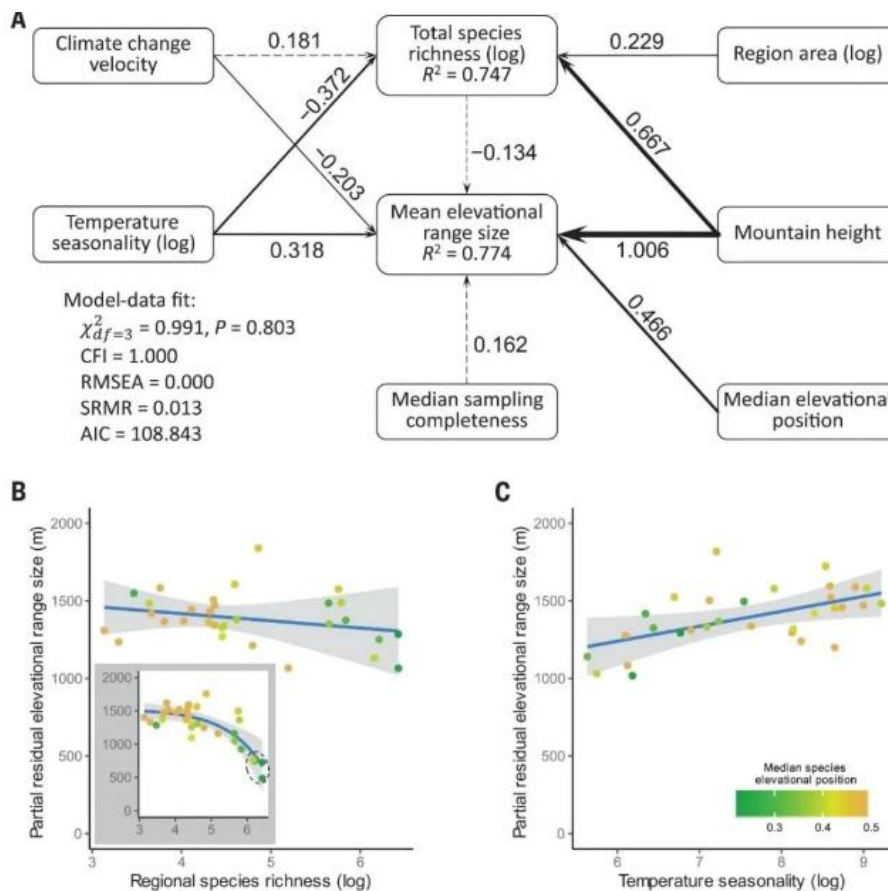 A
Climate change
velocity
0.181
Total species
richness (log)
R² = 0.747
0.229
Region area (log)
−0.372
−0.203
−0.134
0.667
Temperature
seasonality (log)
0.318
Mean elevational
range size
R² = 0.774
1.006
Mountain height
0.466
0.162
Median sampling
completeness
Median elevational
position
Model-data fit:
χ²df=3 = 0.991, P = 0.803
CFI = 1.000
RMSEA = 0.000
SRMR = 0.013
AIC = 108.843
B
Partial residual elevational range size (m)
2000
1500
1000
500
0
2000
1500
1000
500
0
3 4 5 6
3 4 5 6
Regional species richness (log)
C
Partial residual elevational range size (m)
2000
1500
1000
500
0
Median species
elevational position
0.3 0.4 0.5
6 7 8 9
Temperature seasonality (log)